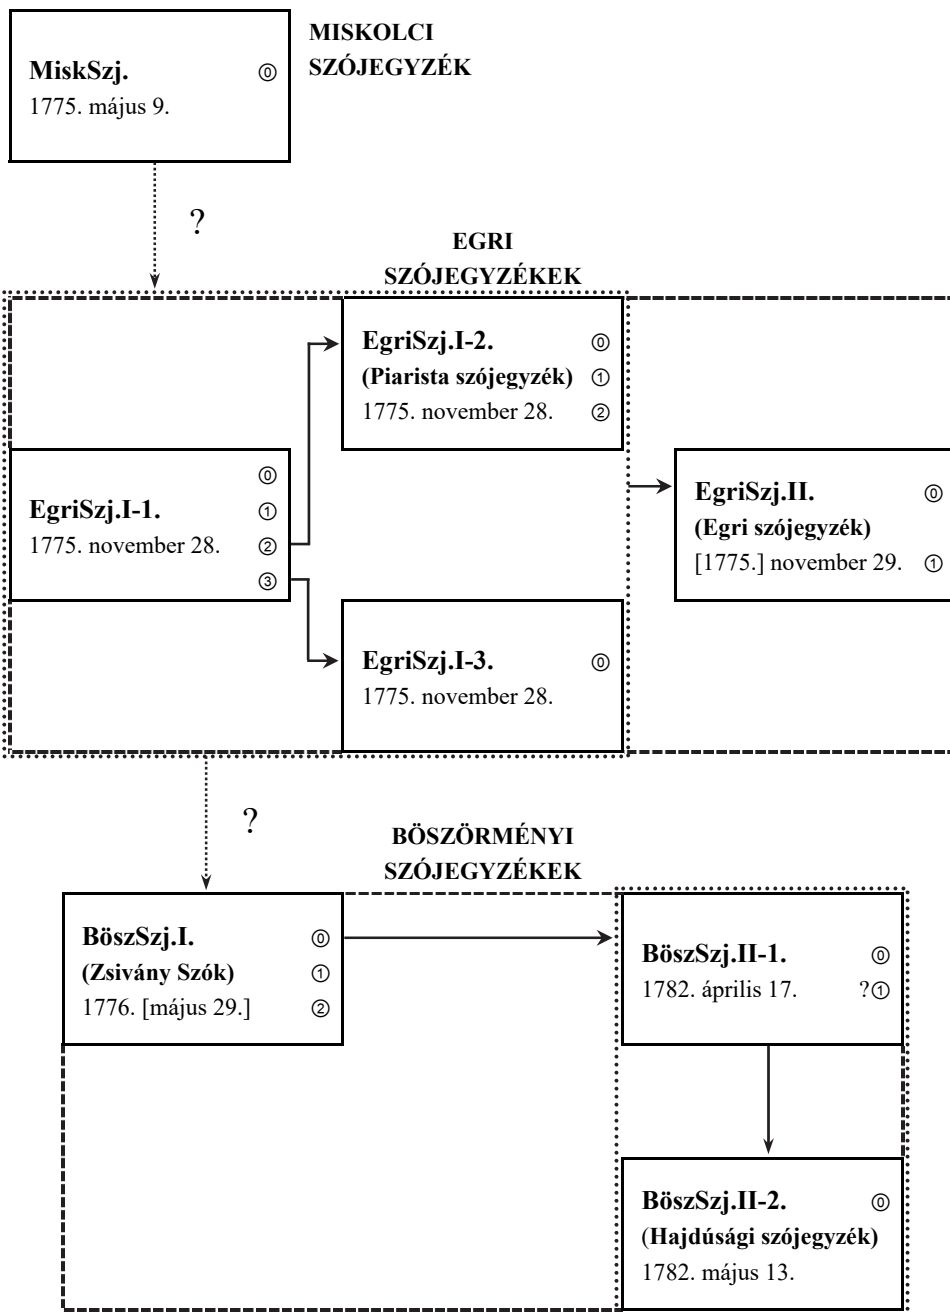 MISKOLCI
SZÓJEGYZÉK
MiskSzj. ⓪
1775. május 9.
?
EGRI
SZÓJEGYZÉKEK
EgriSzj.I-2. ⓪
(Piarista szójegyzék) ①
1775. november 28. ②
⓪
EgriSzj.I-1. ①
1775. november 28. ②
③
EgriSzj.II. ⓪
(Egri szójegyzék)
[1775.] november 29. ①
EgriSzj.I-3. ⓪
1775. november 28.
?
BÖSZÖRMÉNYI
SZÓJEGYZÉKEK
BöszSzj.I. ⓪
(Zsivány Szók) ①
1776. [május 29.] ②
BöszSzj.II-1. ⓪
1782. április 17. ?①
BöszSzj.II-2. ⓪
(Hajdúsági szójegyzék)
1782. május 13.